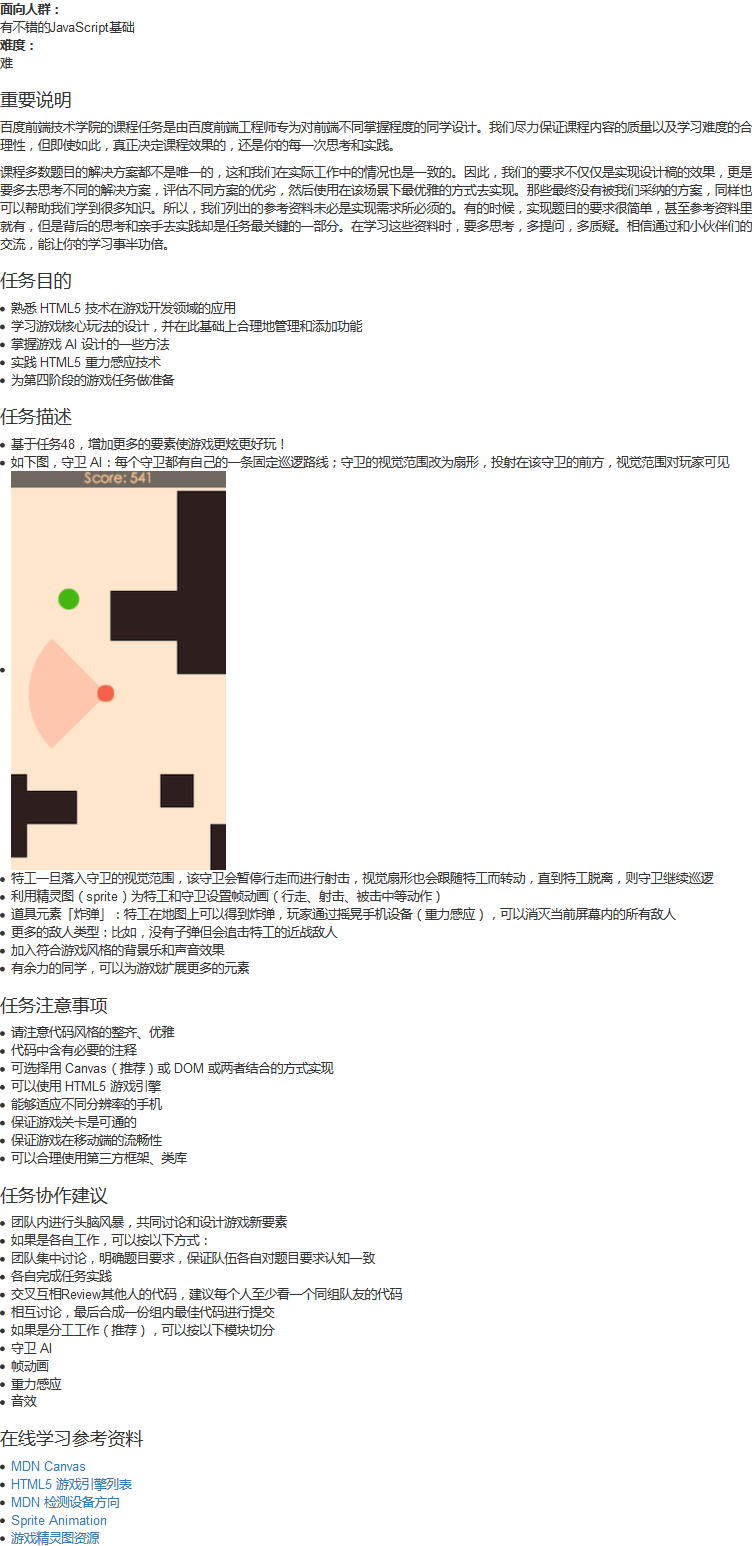 面向人群：
有不错的JavaScript基础
难度：
难
重要说明
百度前端技术学院的课程任务是由百度前端工程师专为对前端不同掌握程度的同学设计。我们尽力保证课程内容的质量以及学习难度的合
理性，但即使如此，真正决定课程效果的，还是你的每一次思考和实践。
课程多数题目的解决方案都不是唯一的，这和我们在实际工作中的情况也是一致的。因此，我们的要求不仅仅是实现设计稿的效果，更是
要多去思考不同的解决方案，评估不同方案的优劣，然后使用在该场景下最优雅的方式去实现。那些最终没有被我们采纳的方案，同样也
可以帮助我们学到很多知识。所以，我们列出的参考资料未必是实现需求所必须的。有的时候，实现题目的要求很简单，甚至参考资料里
就有，但是背后的思考和亲手去实践却是任务最关键的一部分。在学习这些资料时，要多思考，多提问，多质疑。相信通过和小伙伴们的
交流，能让你的学习事半功倍。
任务目的
熟悉 HTML5 技术在游戏开发领域的应用
学习游戏核心玩法的设计，并在此基础上合理地管理和添加功能
掌握游戏 AI 设计的一些方法
实践 HTML5 重力感应技术
为第四阶段的游戏任务做准备
任务描述
基于任务48，增加更多的要素使游戏更炫更好玩！
如下图，守卫 AI：每个守卫都有自己的一条固定巡逻路线；守卫的视觉范围改为扇形，投射在该守卫的前方，视觉范围对玩家可见
Score: 541
特工一旦落入守卫的视觉范围，该守卫会暂停行走而进行射击，视觉扇形也会跟随特工而转动，直到特工脱离，则守卫继续巡逻
利用精灵图（sprite）为特工和守卫设置帧动画（行走、射击、被击中等动作）
道具元素「炸弹」：特工在地图上可以得到炸弹，玩家通过摇晃手机设备（重力感应），可以消灭当前屏幕内的所有敌人
更多的敌人类型：比如，没有子弹但会追击特工的近战敌人
加入符合游戏风格的背景乐和声音效果
有余力的同学，可以为游戏扩展更多的元素
任务注意事项
请注意代码风格的整齐、优雅
代码中含有必要的注释
可选择用 Canvas（推荐）或 DOM 或两者结合的方式实现
可以使用 HTML5 游戏引擎
能够适应不同分辨率的手机
保证游戏关卡是可通的
保证游戏在移动端的流畅性
可以合理使用第三方框架、类库
任务协作建议
团队内进行头脑风暴，共同讨论和设计游戏新要素
如果是各自工作，可以按以下方式：
团队集中讨论，明确题目要求，保证队伍各自对题目要求认知一致
各自完成任务实践
交叉互相Review其他人的代码，建议每个人至少看一个同组队友的代码
相互讨论，最后合成一份组内最佳代码进行提交
如果是分工工作（推荐），可以按以下模块切分
守卫 AI
帧动画
重力感应
音效
在线学习参考资料
MDN Canvas
HTML5 游戏引擎列表
MDN 检测设备方向
Sprite Animation
游戏精灵图资源